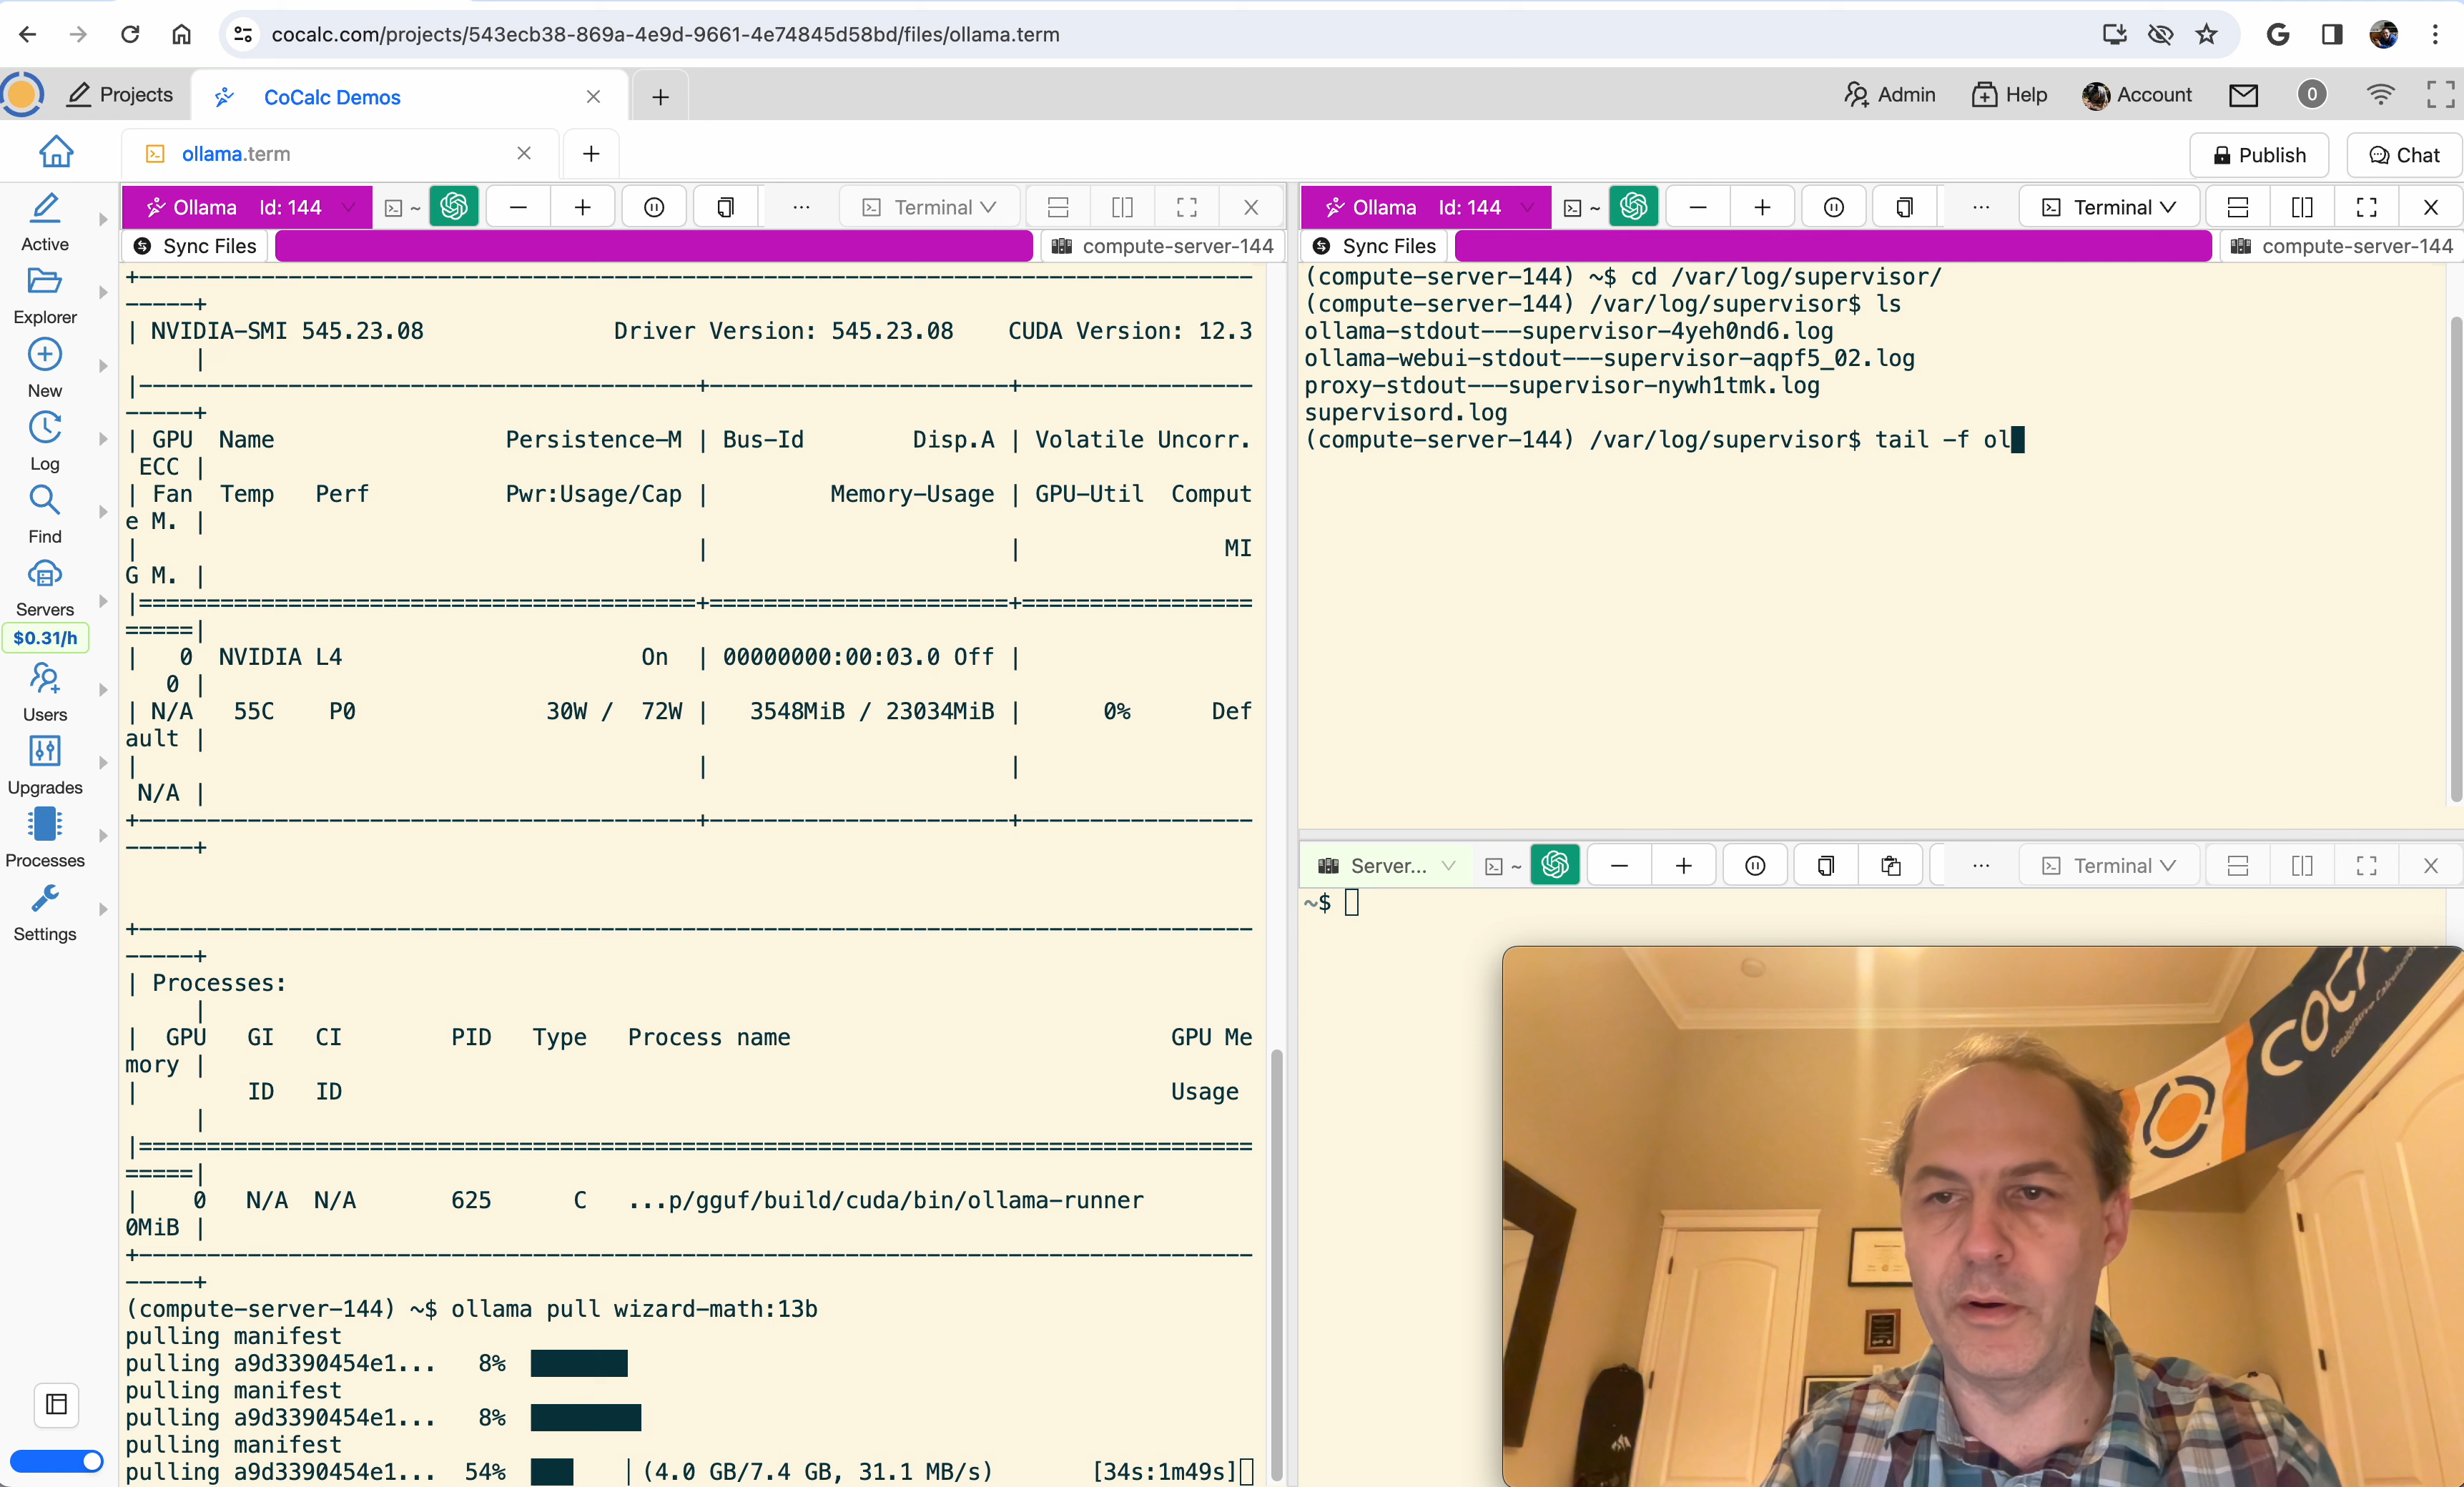 cocalc.com/projects/543ecb38-869a-4e9d-9661-4e74845d58bd/files/ollama.term
Projects
CoCalc Demos
Admin
Help
Account
0
ollama.term
Publish
Chat
Active
Explorer
New
Log
Find
Servers
$0.31/h
Users
Upgrades
Processes
Settings
Ollama Id: 144
~
Terminal
Sync Files
compute-server-144
+----------------------------------------------------------------------------------
-----+
| NVIDIA-SMI 545.23.08              Driver Version: 545.23.08    CUDA Version: 12.3
     |
|-----------------------------------------+----------------------+-----------------
-----+
| GPU  Name                 Persistence-M | Bus-Id        Disp.A | Volatile Uncorr.
 ECC |
| Fan  Temp   Perf          Pwr:Usage/Cap |         Memory-Usage | GPU-Util  Comput
e M. |
|                                         |                      |               MI
G M. |
|=========================================+======================+=================
=====|
|   0  NVIDIA L4                      On  | 00000000:00:03.0 Off |
   0 |
| N/A   55C    P0              30W /  72W |   3548MiB / 23034MiB |      0%      Def
ault |
|                                         |                      |
 N/A |
+-----------------------------------------+----------------------+-----------------
-----+
+----------------------------------------------------------------------------------
-----+
| Processes:
     |
|  GPU   GI   CI        PID   Type   Process name                            GPU Me
mory |
|        ID   ID                                                             Usage
     |
|==================================================================================
=====|
|    0   N/A  N/A       625      C   ...p/gguf/build/cuda/bin/ollama-runner
0MiB |
+----------------------------------------------------------------------------------
-----+
(compute-server-144) ~$ ollama pull wizard-math:13b
pulling manifest
pulling a9d3390454e1...   8%
pulling manifest
pulling a9d3390454e1...   8%
pulling manifest
pulling a9d3390454e1...  54%       |(4.0 GB/7.4 GB, 31.1 MB/s)       [34s:1m49s]
Ollama Id: 144
~
Terminal
Sync Files
compute-server-144
(compute-server-144) ~$ cd /var/log/supervisor/
(compute-server-144) /var/log/supervisor$ ls
ollama-stdout---supervisor-4yeh0nd6.log
ollama-webui-stdout---supervisor-aqpf5_02.log
proxy-stdout---supervisor-nywh1tmk.log
supervisord.log
(compute-server-144) /var/log/supervisor$ tail -f ol
Server...
~
Terminal
~$